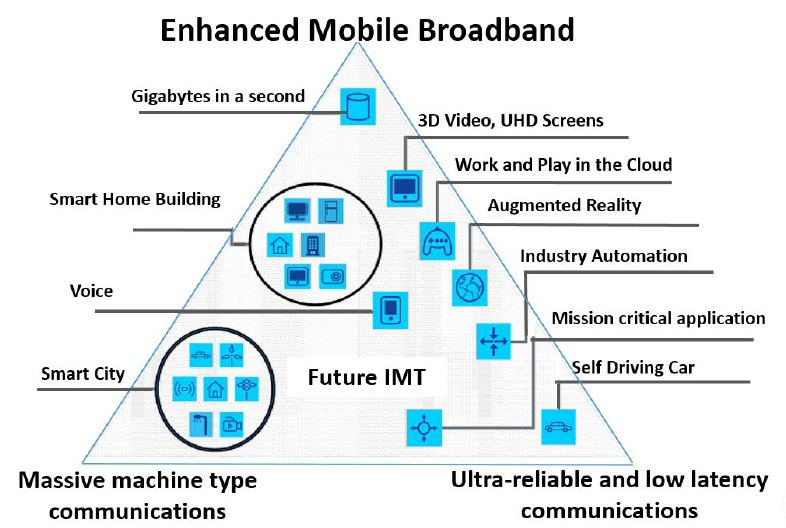 Enhanced Mobile Broadband
Gigabytes in a second
3D Video, UHD Screens
Work and Play in the Cloud
Smart Home Building
Augmented Reality
Industry Automation
Voice
Mission critical application
Smart City
Future IMT
Self Driving Car
Massive machine type
communications
Ultra-reliable and low latency
communications